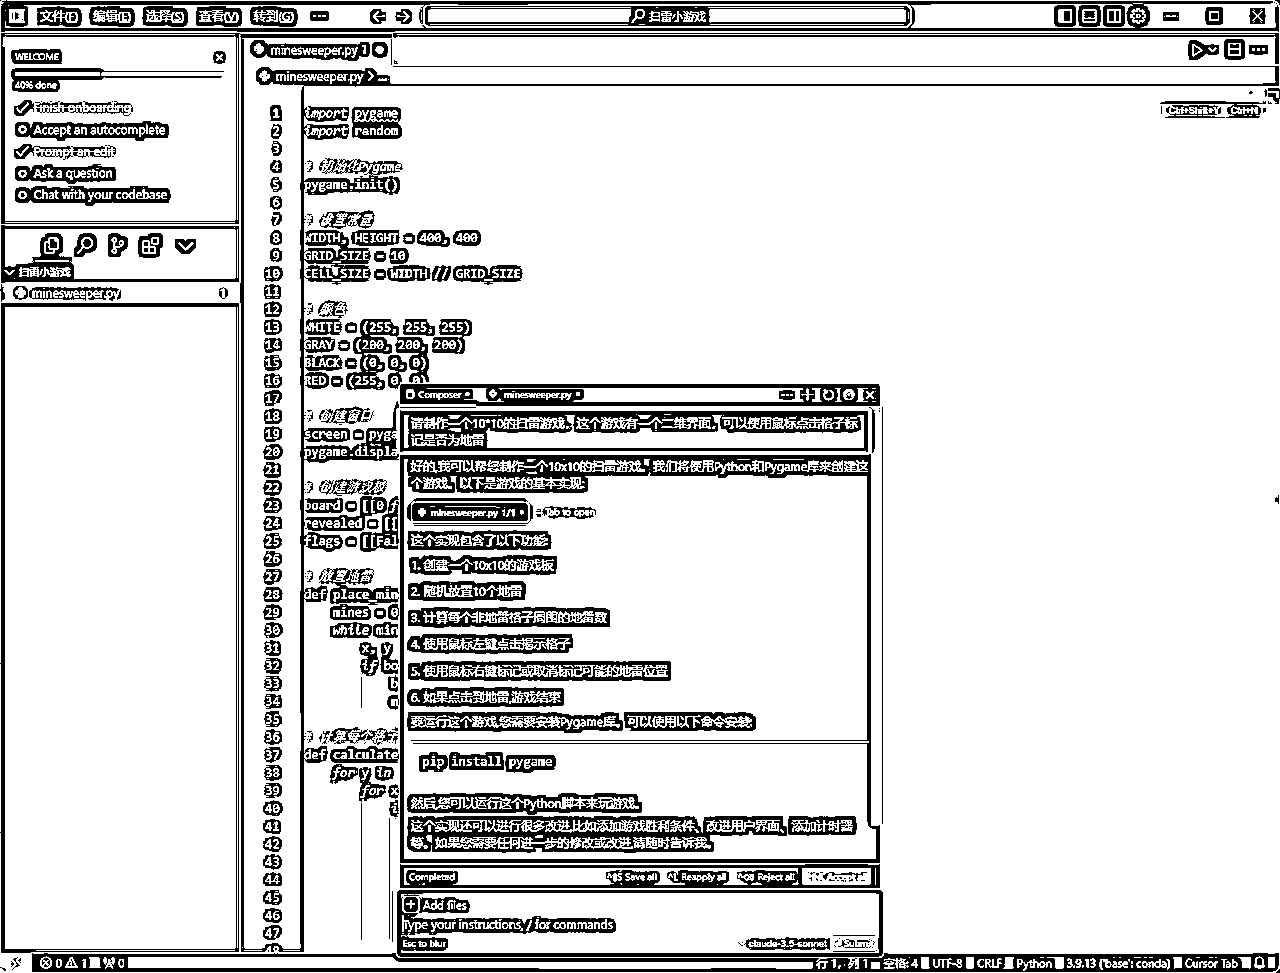 文件(F) 编辑(E) 选择(S) 查看(V) 转到(G) 扫雷小游戏
WELCOME
40% done
Finish onboarding
Accept an autocomplete
Prompt an edit
Ask a question
Chat with your codebase
扫雷小游戏
minesweeper.py 1
minesweeper.py 1
minesweeper.py > ...
Ctrl+Shift+Y Ctrl+N
1 import pygame
2 import random
3
4 # 初始化Pygame
5 pygame.init()
6
7 # 设置常量
8 WIDTH, HEIGHT = 400, 400
9 GRID_SIZE = 10
10 CELL_SIZE = WIDTH // GRID_SIZE
11
12 # 颜色
13 WHITE = (255, 255, 255)
14 GRAY = (200, 200, 200)
15 BLACK = (0, 0, 0)
16 RED = (255, 0, 0)
17
18 # 创建窗口
19 screen = pyga
20 pygame.displa
21
22 # 创建游戏板
23 board = [[0 f
24 revealed = [[
25 flags = [[Fal
26
27 # 放置地雷
28 def place_min
29 mines = 0
30 while min
31 x, y
32 if bo
33 b
34 m
35
36 # 计算每个格子
37 def calculate
38 for y in
39 for x
40 i
41
42
43
44
45
46
47
48
Composer minesweeper.py
请制作一个10*10的扫雷游戏，这个游戏有一个二维界面，可以使用鼠标点击格子标
记是否为地雷
好的,我可以帮您制作一个10x10的扫雷游戏。我们将使用Python和Pygame库来创建这
个游戏。以下是游戏的基本实现:
minesweeper.py 1/1 Tab to open
这个实现包含了以下功能:
1. 创建一个10x10的游戏板
2. 随机放置10个地雷
3. 计算每个非地雷格子周围的地雷数
4. 使用鼠标左键点击揭示格子
5. 使用鼠标右键标记或取消标记可能的地雷位置
6. 如果点击到地雷,游戏结束
要运行这个游戏,您需要安装Pygame库。可以使用以下命令安装:
pip install pygame
然后,您可以运行这个Python脚本来玩游戏。
这个实现还可以进行很多改进,比如添加游戏胜利条件、改进用户界面、添加计时器
等。如果您需要任何进一步的修改或改进,请随时告诉我。
Completed Save all Reapply all Reject all Accept all
+ Add files
Type your instructions, / for commands
Esc to blur claude-3.5-sonnet Submit
0 1 0 行 1，列 1 空格: 4 UTF-8 CRLF Python 3.9.13 ('base': conda) Cursor Tab